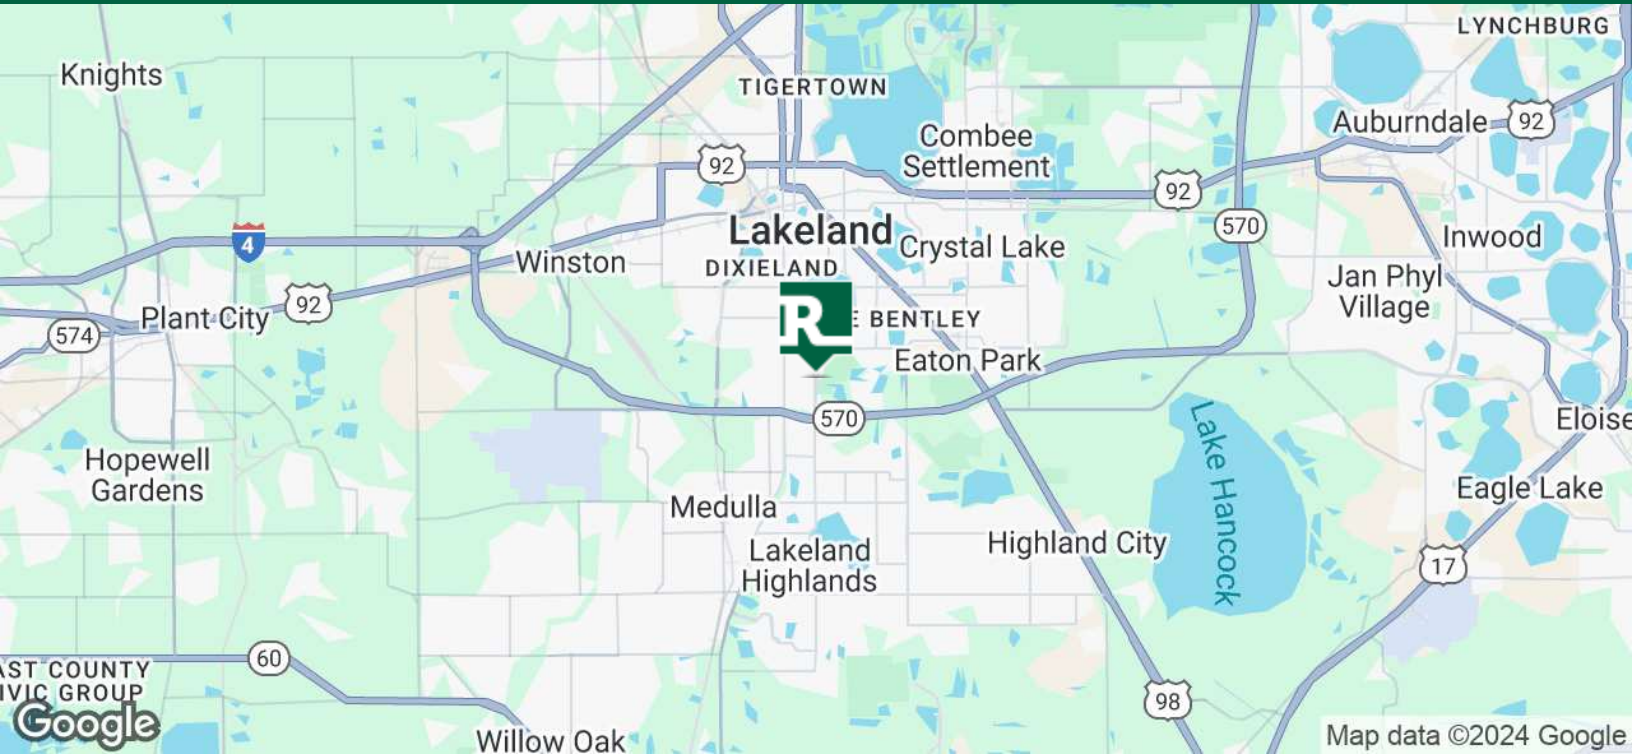 LYNCHBURG
Knights
TIGERTOWN
Auburndale
92
Combee
Settlement
92
92
Lakeland
570
4
Crystal Lake
Inwood
Winston
DIXIELAND
Jan Phyl
Village
92
Plant City
R
E BENTLEY
574
Eaton Park
570
Eloise
Lake Hancock
Hopewell
Gardens
Eagle Lake
Medulla
Highland City
Lakeland
Highlands
17
60
AST COUNTY
IVIC GROUP
98
Google
Willow Oak
Map data ©2024 Google